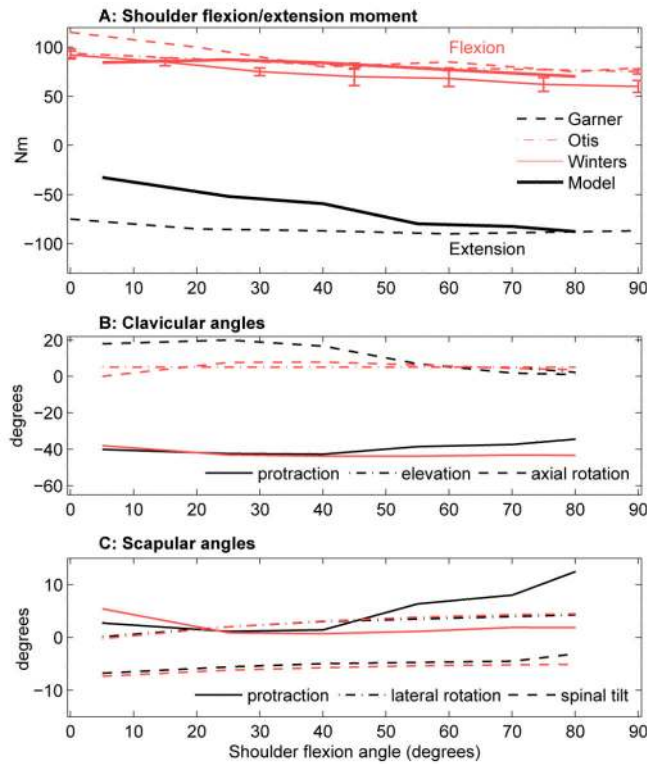 A: Shoulder flexion/extension moment
100
50
0
−50
−100
Nm
Flexion
Garner
Otis
Winters
Model
Extension
0 10 20 30 40 50 60 70 80 90
B: Clavicular angles
20
0
−20
−40
−60
degrees
protraction elevation axial rotation
0 10 20 30 40 50 60 70 80 90
C: Scapular angles
10
0
−10
degrees
protraction lateral rotation spinal tilt
0 10 20 30 40 50 60 70 80 90
Shoulder flexion angle (degrees)